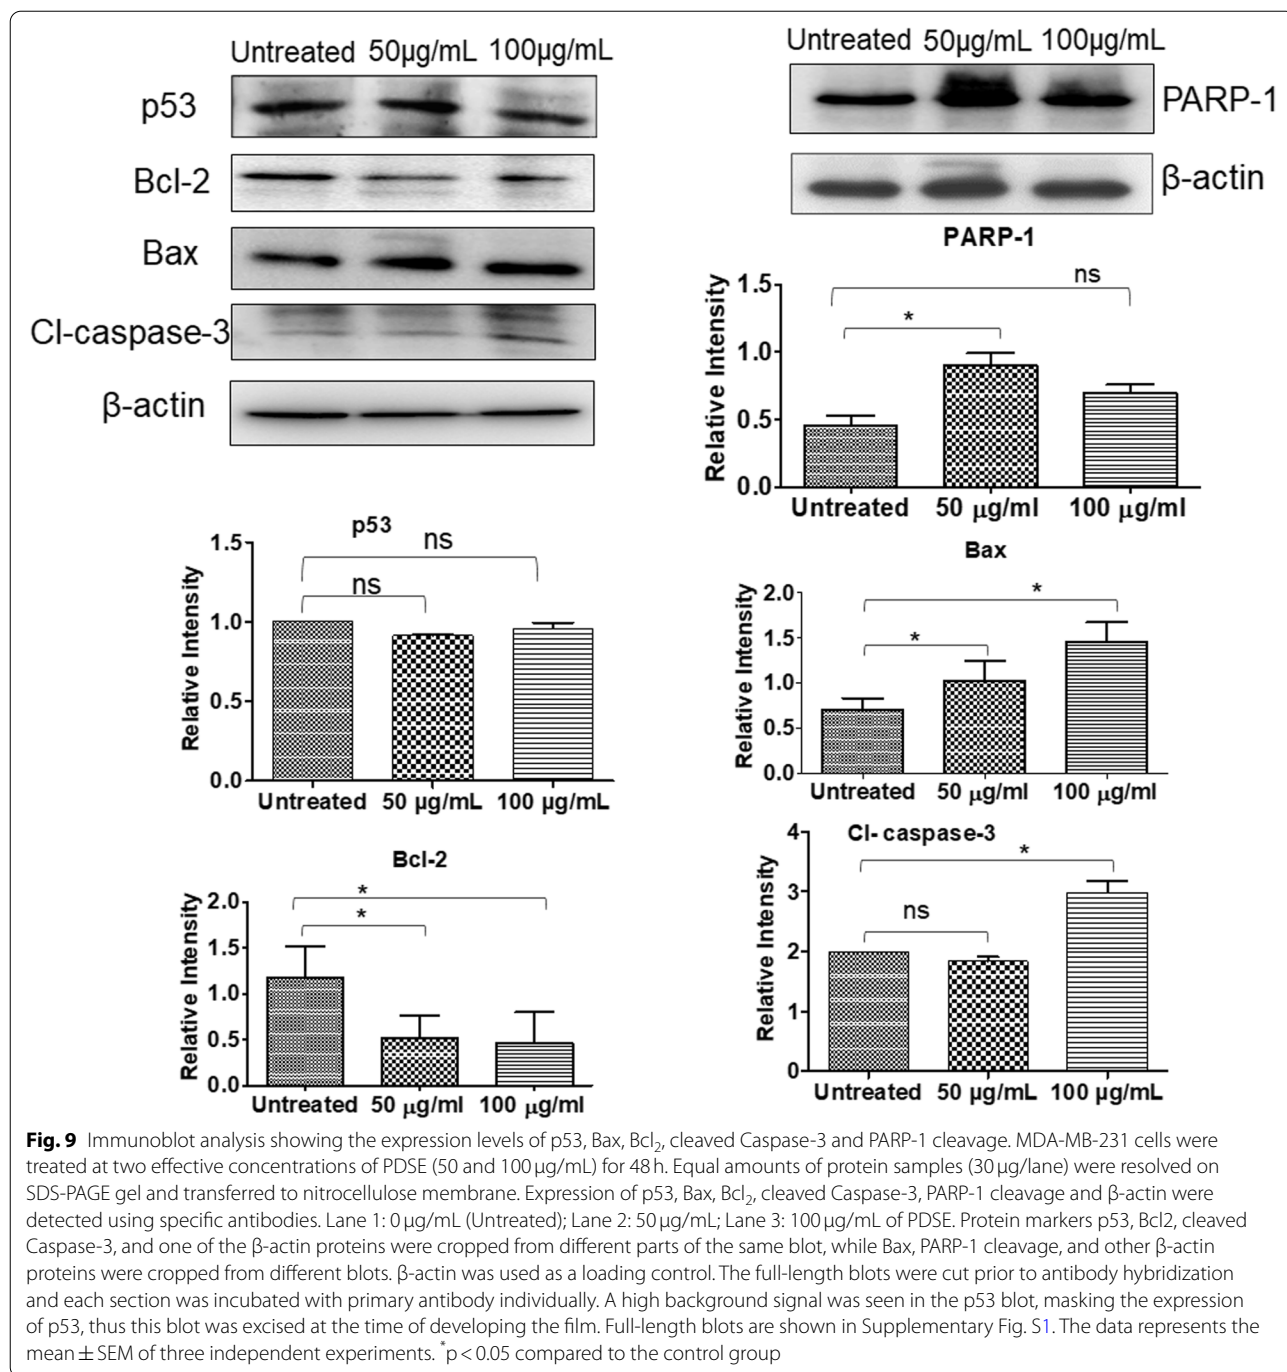 Untreated 50µg/mL 100µg/mL
p53
Bcl-2
Bax
Cl-caspase-3
β-actin
Untreated 50µg/mL 100µg/mL
PARP-1
β-actin
PARP-1
Relative Intensity
1.5
1.0
0.5
0.0
ns
*
Untreated 50 µg/ml 100 µg/ml
p53
Relative Intensity
1.5
1.0
0.5
0.0
ns
ns
Untreated 50 µg/mL 100 µg/mL
Bax
Relative Intensity
2.0
1.5
1.0
0.5
0.0
*
*
Untreated 50 µg/ml 100 µg/ml
Bcl-2
Relative Intensity
2.0
1.5
1.0
0.5
0.0
*
*
Untreated 50 µg/ml 100 µg/ml
Cl- caspase-3
Relative Intensity
4
3
2
1
0
*
ns
Untreated 50 µg/mL 100 µg/mL
Fig. 9 Immunoblot analysis showing the expression levels of p53, Bax, Bcl₂, cleaved Caspase-3 and PARP-1 cleavage. MDA-MB-231 cells were
treated at two effective concentrations of PDSE (50 and 100 µg/mL) for 48 h. Equal amounts of protein samples (30 µg/lane) were resolved on
SDS-PAGE gel and transferred to nitrocellulose membrane. Expression of p53, Bax, Bcl₂, cleaved Caspase-3, PARP-1 cleavage and β-actin were
detected using specific antibodies. Lane 1: 0 µg/mL (Untreated); Lane 2: 50 µg/mL; Lane 3: 100 µg/mL of PDSE. Protein markers p53, Bcl2, cleaved
Caspase-3, and one of the β-actin proteins were cropped from different parts of the same blot, while Bax, PARP-1 cleavage, and other β-actin
proteins were cropped from different blots. β-actin was used as a loading control. The full-length blots were cut prior to antibody hybridization
and each section was incubated with primary antibody individually. A high background signal was seen in the p53 blot, masking the expression
of p53, thus this blot was excised at the time of developing the film. Full-length blots are shown in Supplementary Fig. S1. The data represents the
mean ± SEM of three independent experiments. *p < 0.05 compared to the control group